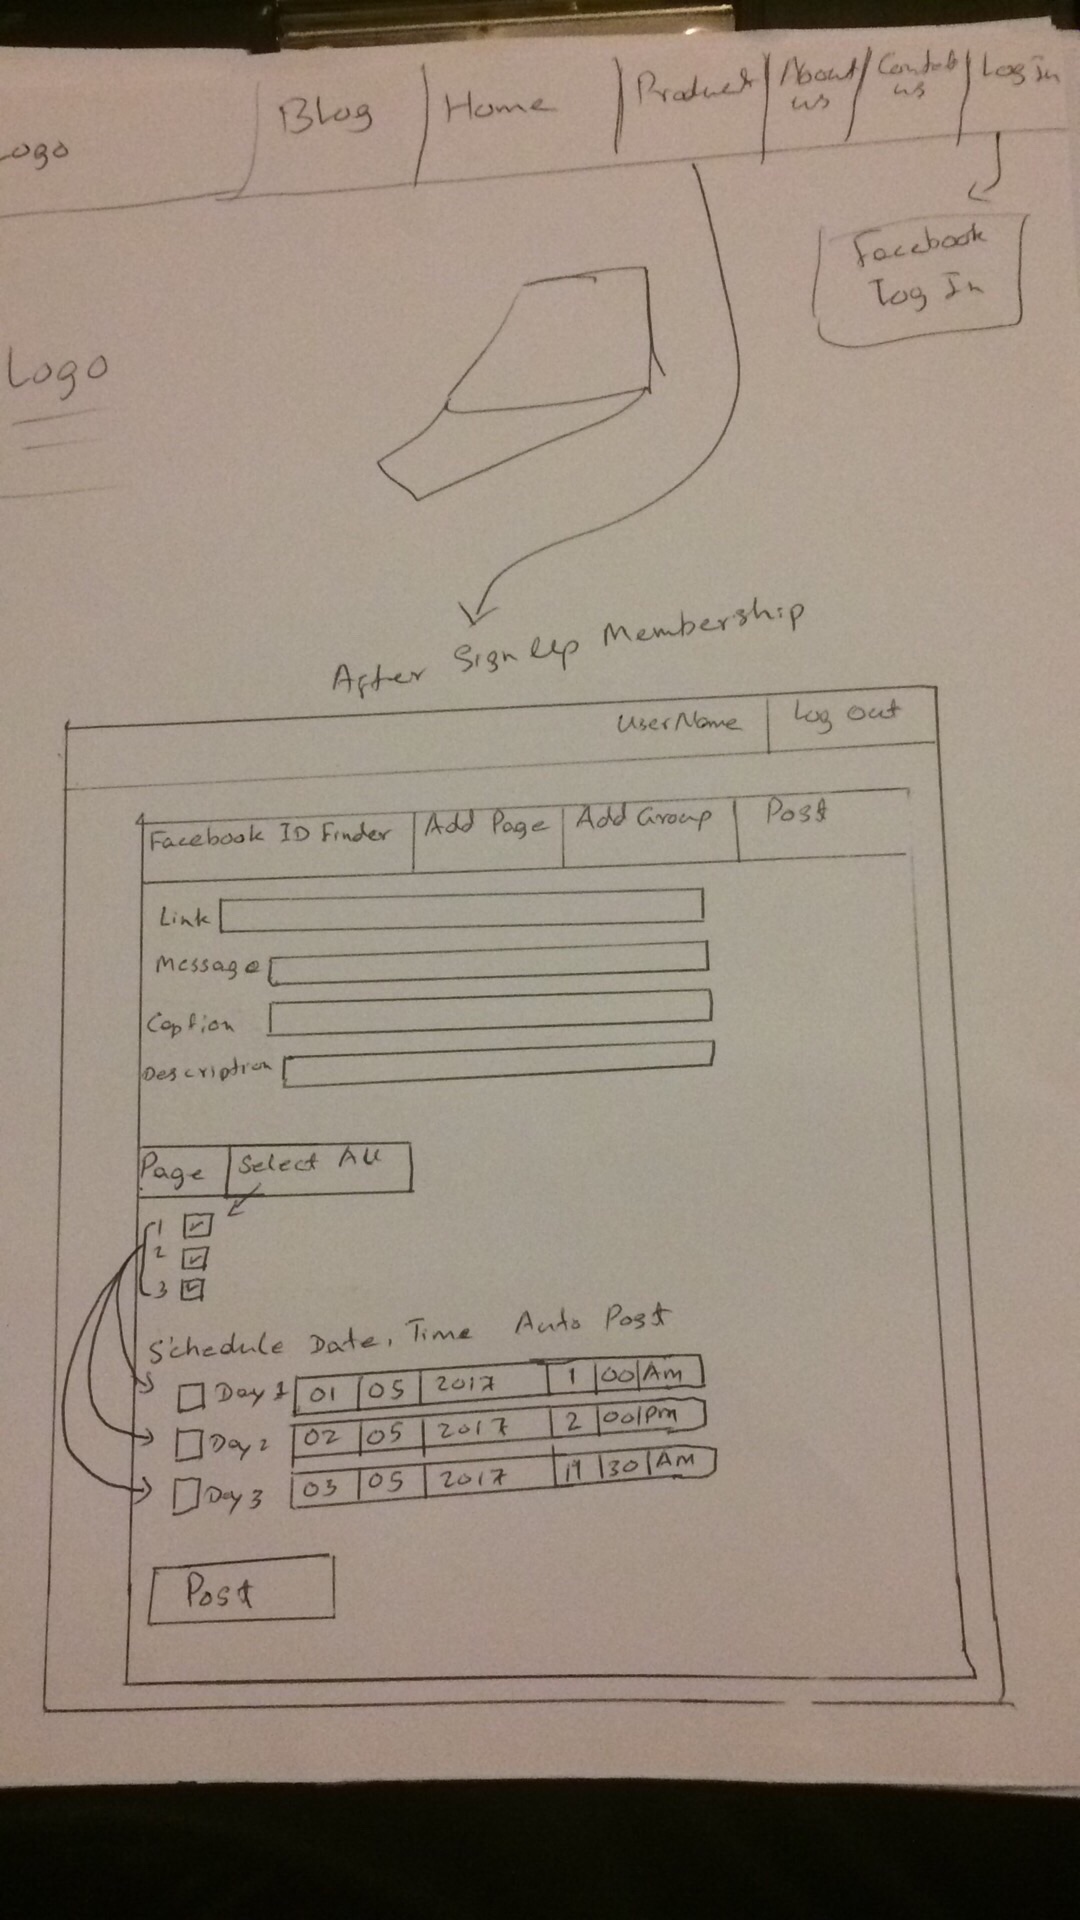 Logo | Blog | Home | Product | About us | Contact us | Log In
Facebook
Log In
Logo
After Sign Up Membership
UserName | Log out
Facebook ID Finder | Add Page | Add Group | Post
Link
Message
Caption
Description
Page | Select All
1
2
3
Schedule Date, Time Auto Post
Day 1 01 05 2017 1 00 Am
Day 2 02 05 2017 2 00 Pm
Day 3 03 05 2017 30 Am
Post